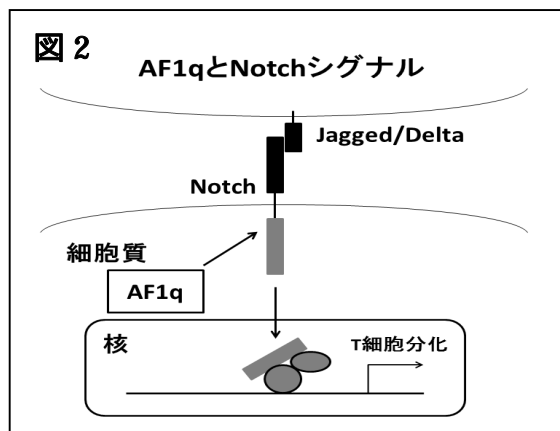 図２
AF1qとNotchシグナル
Jagged/Delta
Notch
細胞質
AF1q
核
T細胞分化